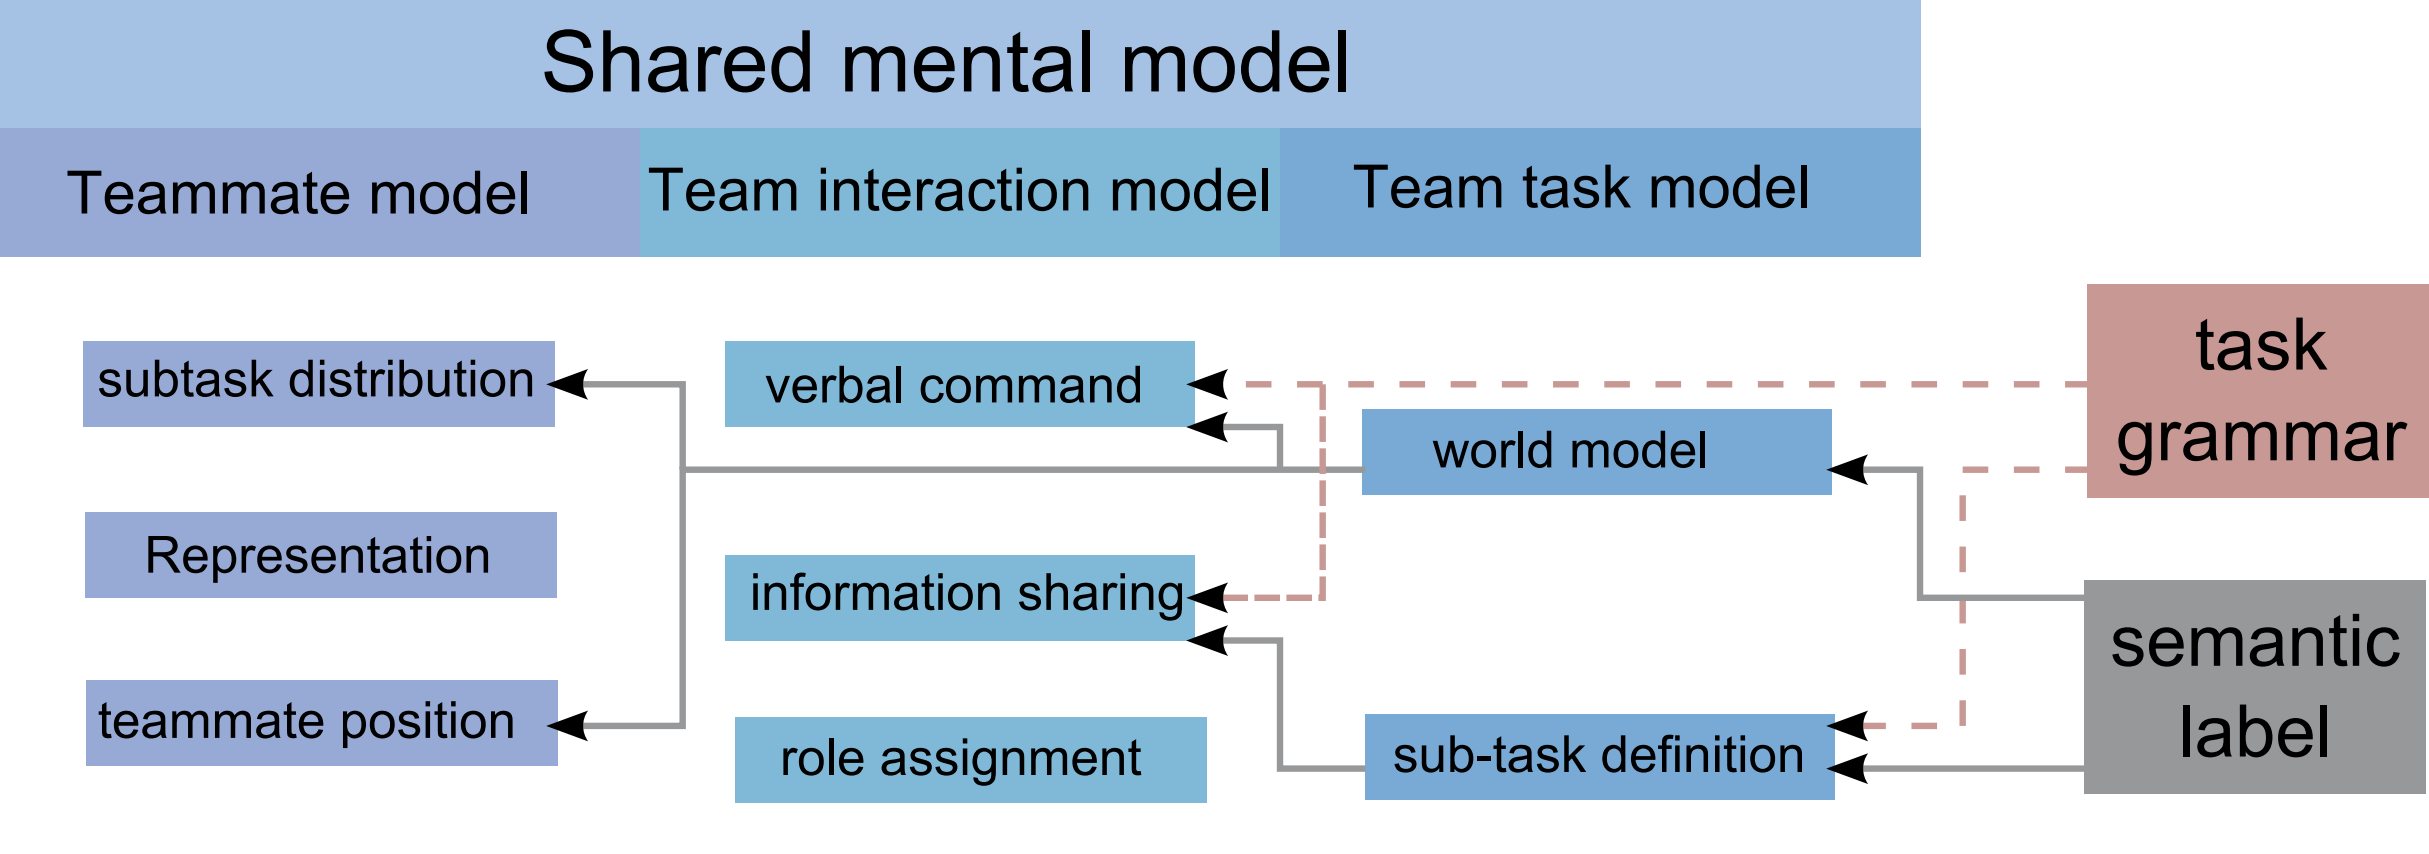 Shared mental model
Teammate model
Team interaction model
Team task model
subtask distribution
Representation
teammate position
verbal command
information sharing
role assignment
world model
sub-task definition
task
grammar
semantic
label